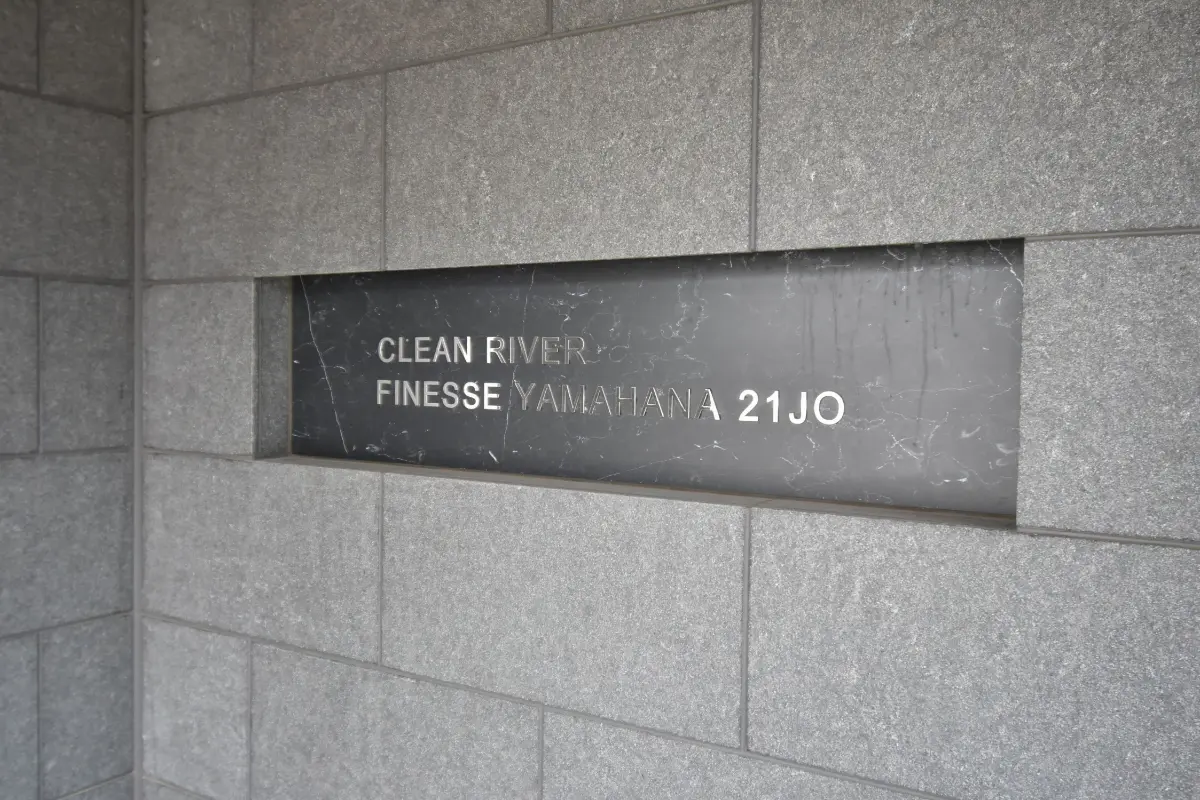 CLEAN RIVER
FINESSE YAMAHANA 21JO